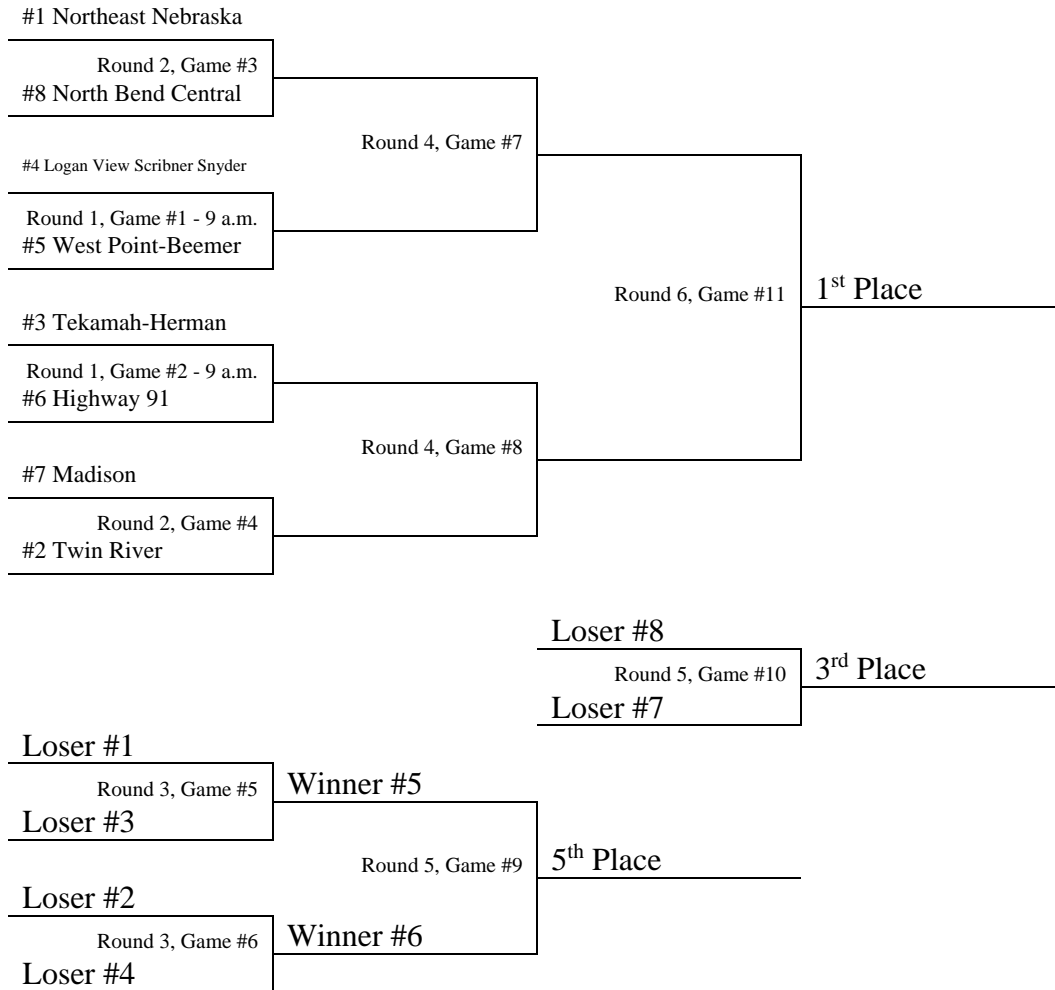 #1 Northeast Nebraska
Round 2, Game #3
#8 North Bend Central
Round 4, Game #7
#4 Logan View Scribner Snyder
Round 1, Game #1 - 9 a.m.
#5 West Point-Beemer
Round 6, Game #11
1st Place
#3 Tekamah-Herman
Round 1, Game #2 - 9 a.m.
#6 Highway 91
Round 4, Game #8
#7 Madison
Round 2, Game #4
#2 Twin River
Loser #8
Round 5, Game #10
3rd Place
Loser #7
Loser #1
Round 3, Game #5
Winner #5
Loser #3
Round 5, Game #9
5th Place
Loser #2
Round 3, Game #6
Winner #6
Loser #4